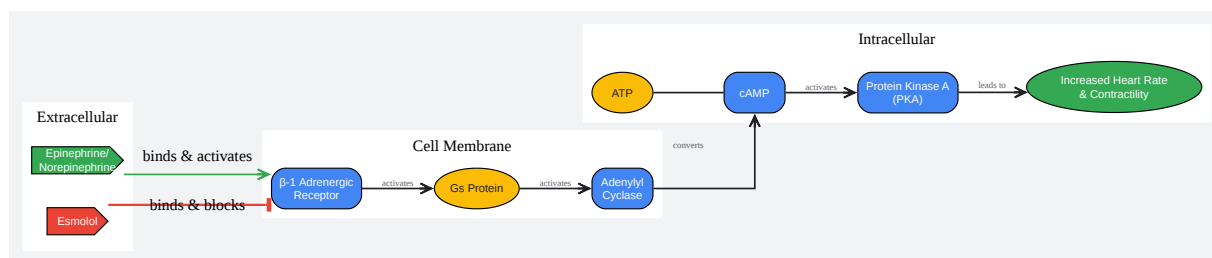 Intracellular
ATP
cAMP
activates
Protein Kinase A
(PKA)
leads to
Increased Heart Rate
& Contractility
Extracellular
Epinephrine/
Norepinephrine
binds & activates
Esmolol
binds & blocks
Cell Membrane
β-1 Adrenergic
Receptor
activates
Gs Protein
activates
Adenylyl
Cyclase
converts